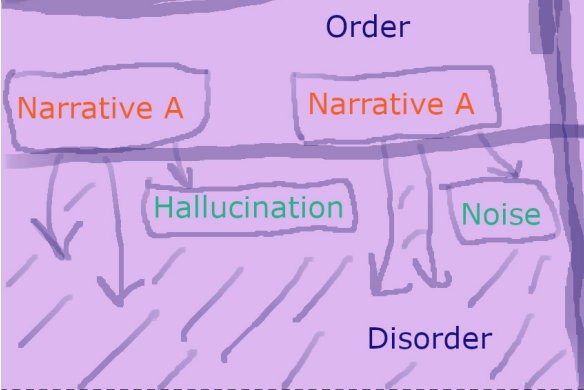 Order
Narrative A
Narrative A
Hallucination
Noise
Disorder